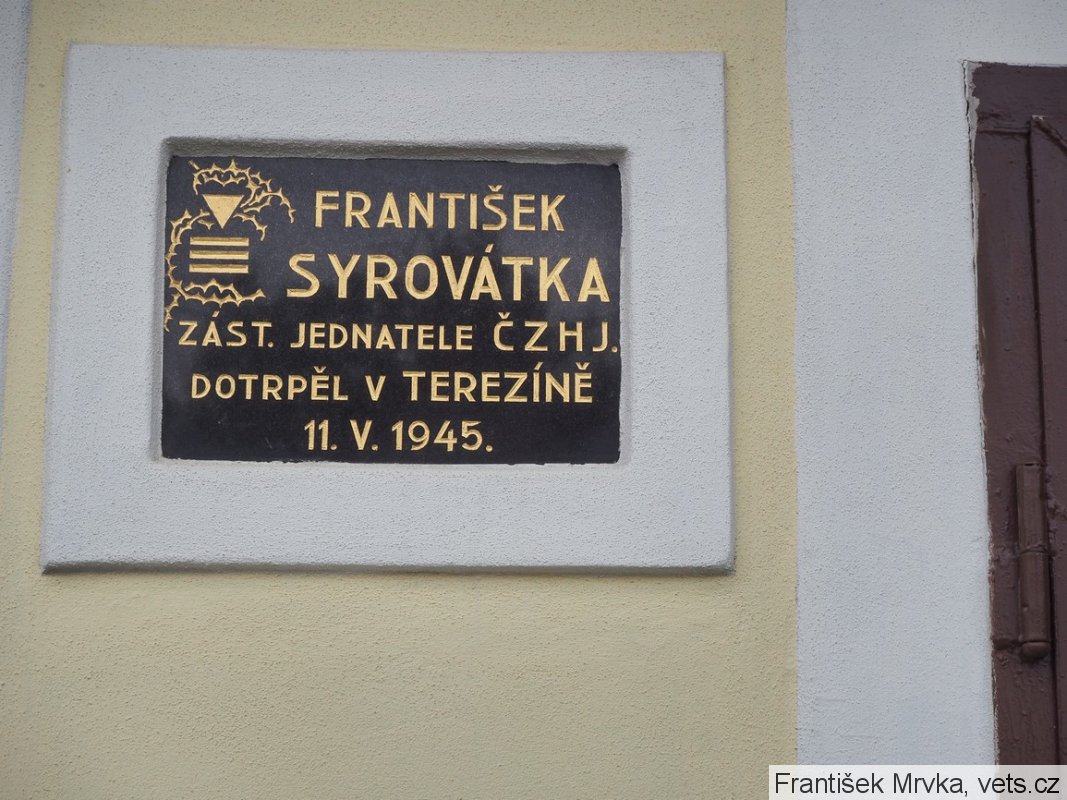 FRANTIŠEK
SYROVÁTKA
ZÁST. JEDNATELE ČZHJ.
DOTRPĚL V TEREZÍNĚ
11. V. 1945.
František Mrvka, vets.cz